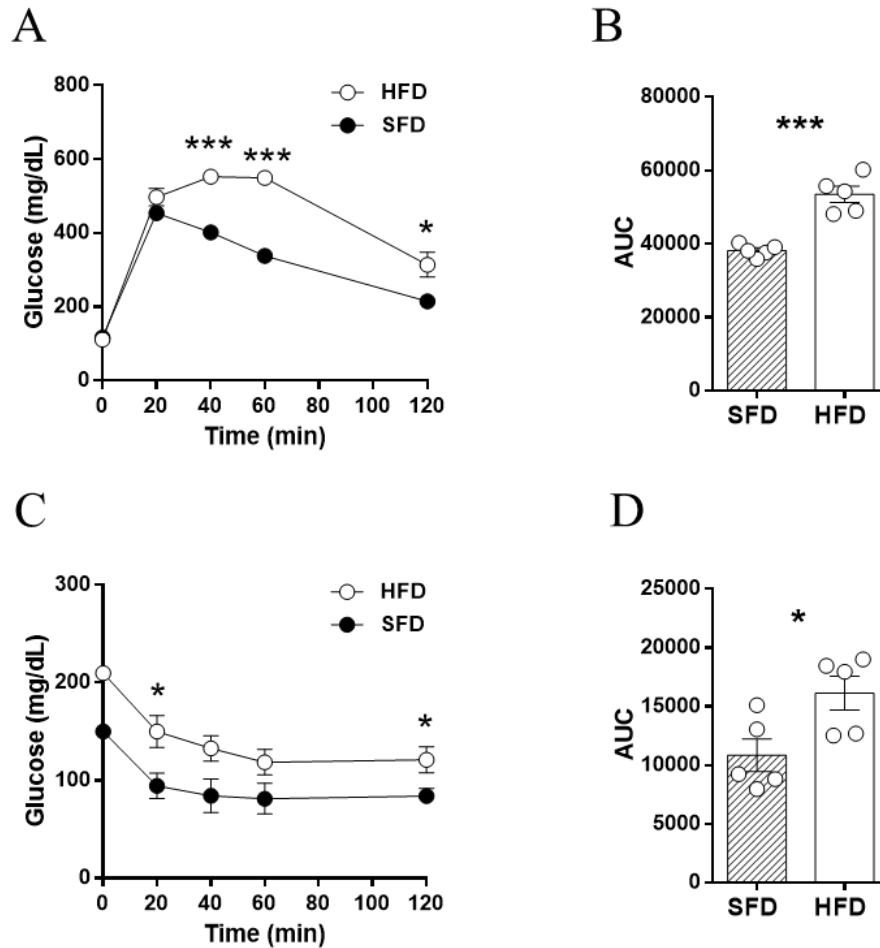 A
Glucose (mg/dL)
800
600
400
200
0
HFD
SFD
***
***
*
0 20 40 60 80 100 120
Time (min)
B
AUC
80000
60000
40000
20000
0
***
SFD HFD
C
Glucose (mg/dL)
300
200
100
0
HFD
SFD
*
*
0 20 40 60 80 100 120
Time (min)
D
AUC
25000
20000
15000
10000
5000
0
*
SFD HFD